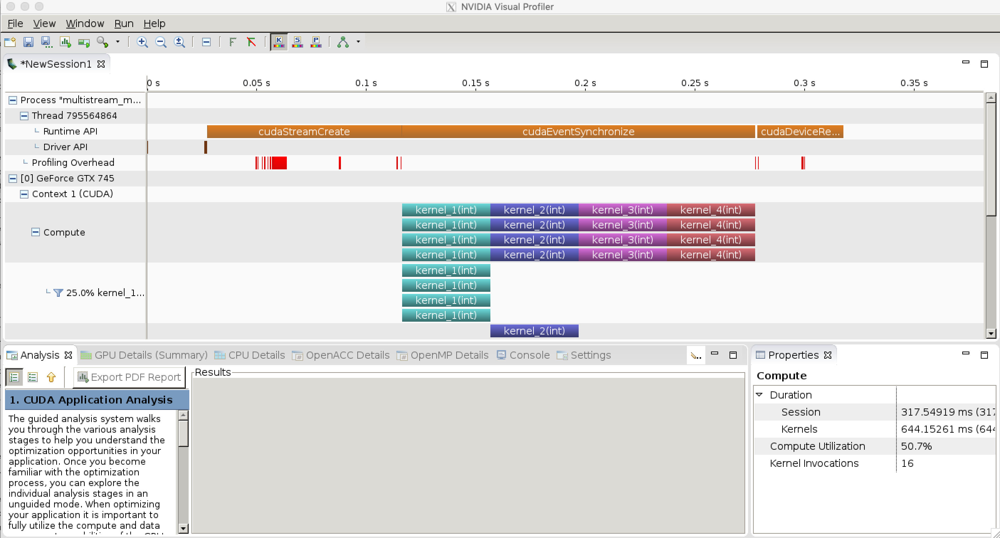 NVIDIA Visual Profiler
File View Window Run Help
K S P
*NewSession1
0 s 0.05 s 0.1 s 0.15 s 0.2 s 0.25 s 0.3 s 0.35 s
Process "multistream_m...
Thread 795564864
Runtime API cudaStreamCreate cudaEventSynchronize cudaDeviceRe...
Driver API
Profiling Overhead
[0] GeForce GTX 745
Context 1 (CUDA)
kernel_1(int) kernel_2(int) kernel_3(int) kernel_4(int)
kernel_1(int) kernel_2(int) kernel_3(int) kernel_4(int)
Compute
kernel_1(int) kernel_2(int) kernel_3(int) kernel_4(int)
kernel_1(int) kernel_2(int) kernel_3(int) kernel_4(int)
kernel_1(int)
kernel_1(int)
25.0% kernel_1...
kernel_1(int)
kernel_1(int)
kernel_2(int)
Analysis GPU Details (Summary) CPU Details OpenACC Details OpenMP Details Console Settings
Export PDF Report
Results
1. CUDA Application Analysis
The guided analysis system walks
you through the various analysis
stages to help you understand the
optimization opportunities in your
application. Once you become
familiar with the optimization
process, you can explore the
individual analysis stages in an
unguided mode. When optimizing
your application it is important to
fully utilize the compute and data
Properties
Compute
Duration
Session 317.54919 ms (317
Kernels 644.15261 ms (644
Compute Utilization 50.7%
Kernel Invocations 16